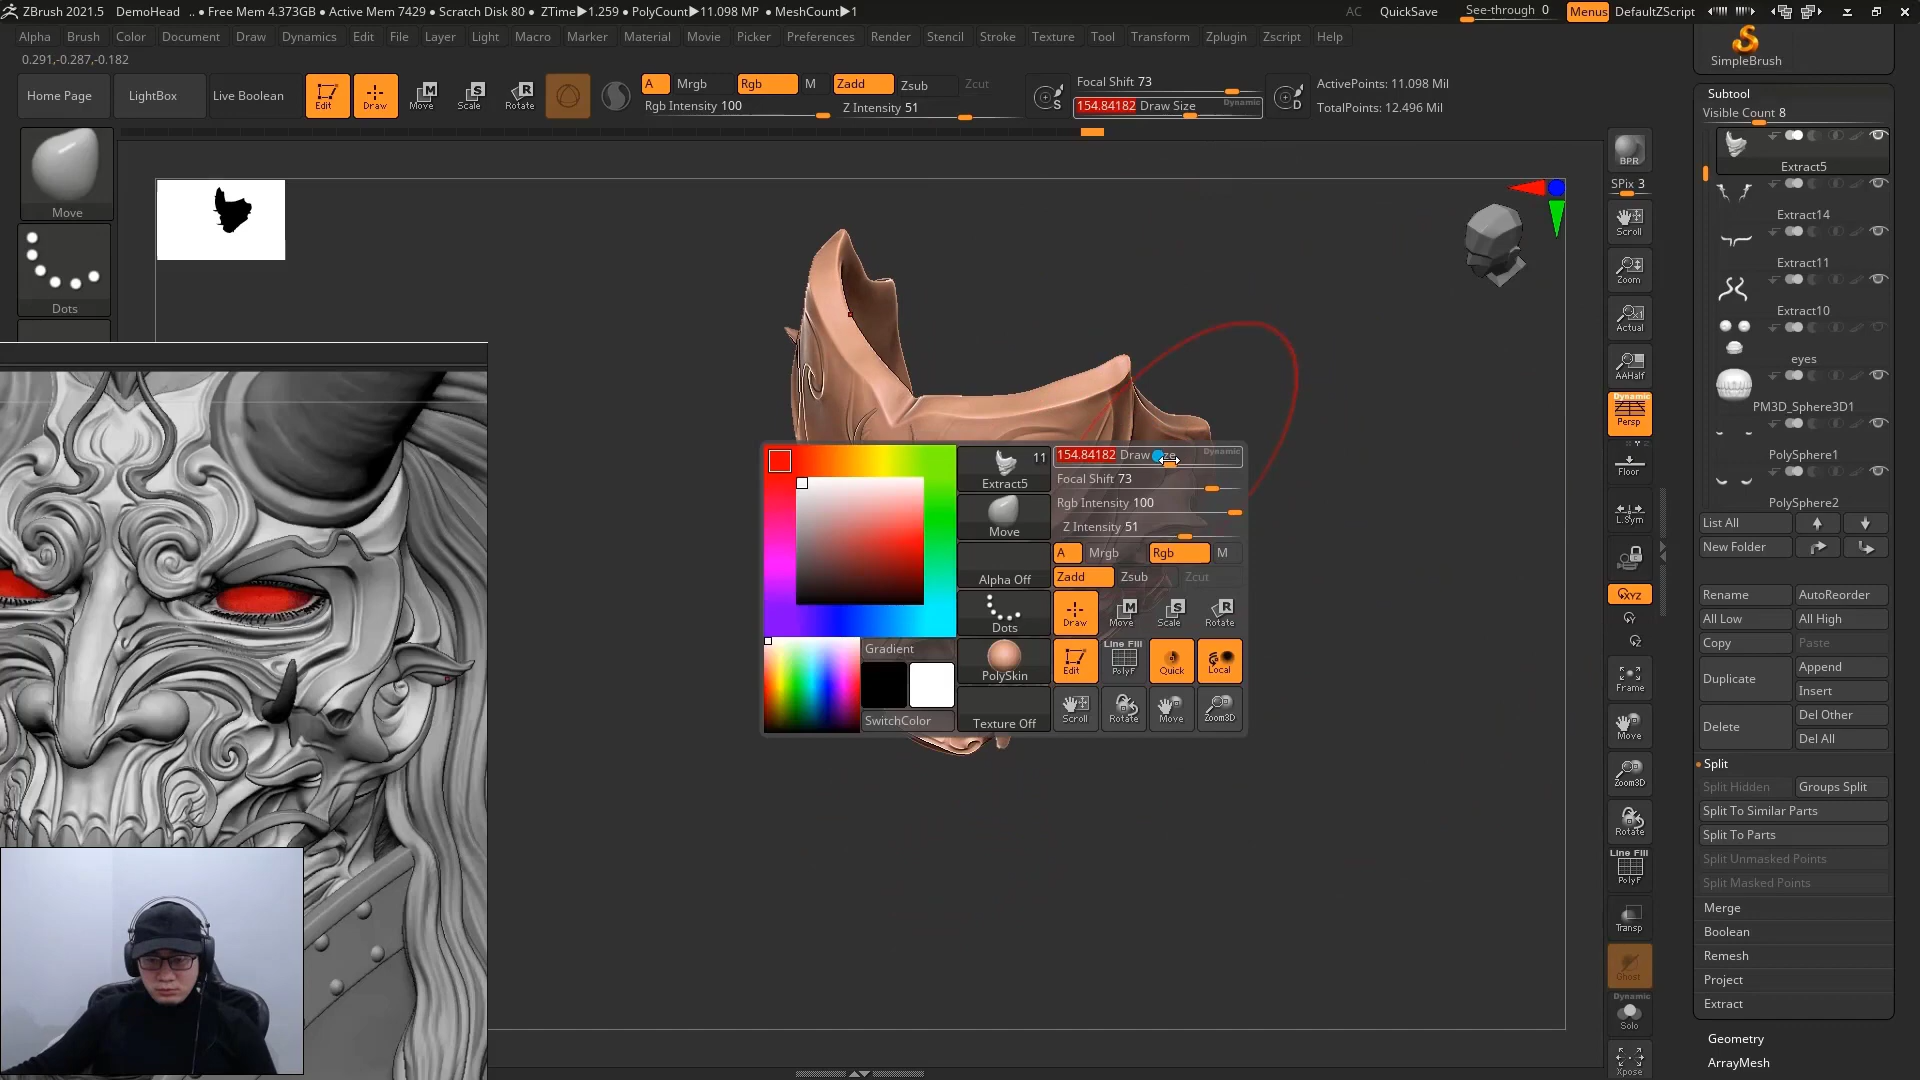 ZBrush 2021.5 DemoHead .. • Free Mem 4.373GB • Active Mem 7429 • Scratch Disk 80 • ZTime▶1.259 • PolyCount▶11.098 MP • MeshCount▶1 AC QuickSave See-through 0 Menus DefaultZScript
Alpha Brush Color Document Draw Dynamics Edit File Layer Light Macro Marker Material Movie Picker Preferences Render Stencil Stroke Texture Tool Transform Zplugin Zscript Help
0.291,-0.287,-0.182
SimpleBrush
Home Page LightBox Live Boolean Edit Draw Move Scale Rotate
A Mrgb Rgb M Zadd Zsub Zcut
Rgb Intensity 100 Z Intensity 51
Focal Shift 73
154.84182 Draw Size Dynamic
ActivePoints: 11.098 Mil
TotalPoints: 12.496 Mil
Move
Dots
BPR
SPix 3
Scroll
Zoom
Actual
AAHalf
Dynamic
Persp
Floor
L.Sym
XYZ
Frame
Move
Zoom3D
Rotate
Line Fill
PolyF
Transp
Ghost
Dynamic
Solo
Xpose
Subtool
Visible Count 8
Extract5
Extract14
Extract11
Extract10
eyes
PM3D_Sphere3D1
PolySphere1
PolySphere2
List All
New Folder
Rename AutoReorder
All Low All High
Copy Paste
Duplicate Append
Insert
Delete Del Other
Del All
Split
Split Hidden Groups Split
Split To Similar Parts
Split To Parts
Split Unmasked Points
Split Masked Points
Merge
Boolean
Remesh
Project
Extract
Geometry
ArrayMesh
11
Extract5
Move
Alpha Off
Dots
PolySkin
Texture Off
Gradient
SwitchColor
154.84182 Draw Size Dynamic
Focal Shift 73
Rgb Intensity 100
Z Intensity 51
A Mrgb Rgb M
Zadd Zsub Zcut
Draw Move Scale Rotate
Line Fill
Edit PolyF Quick Local
Scroll Rotate Move Zoom3D